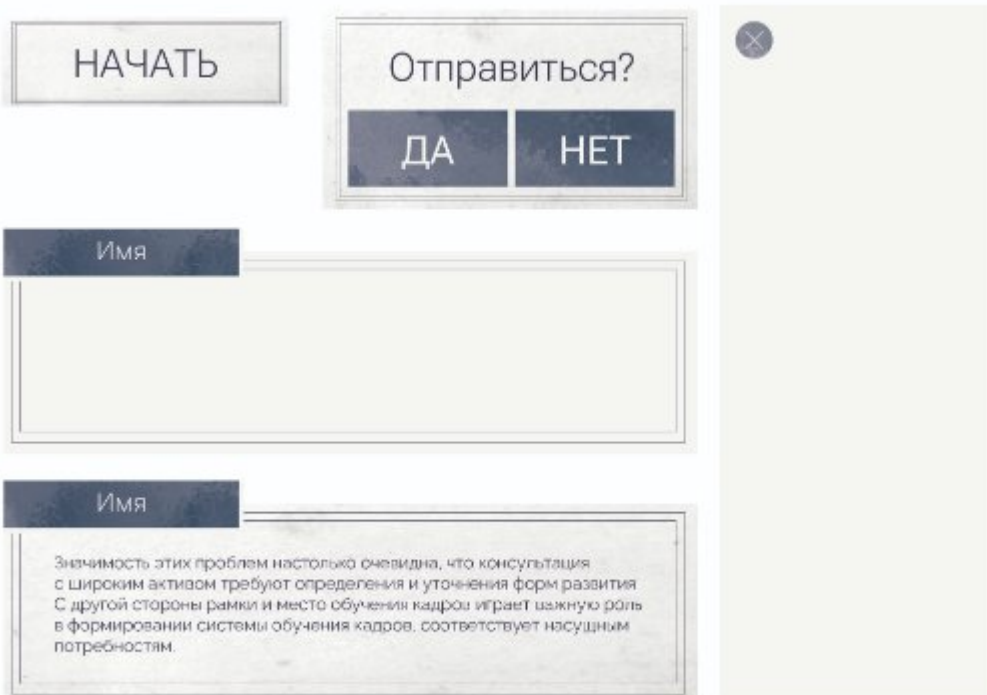 НАЧАТЬ
Отправиться?
ДА
НЕТ
Имя
Имя
Значимость этих проблем настолько очевидна, что консультация
с широким активом требуют определения и уточнения форм развития
С другой стороны рамки и место обучения кадров играет важную роль
в формировании системы обучения кадров, соответствует насущным
потребностям.